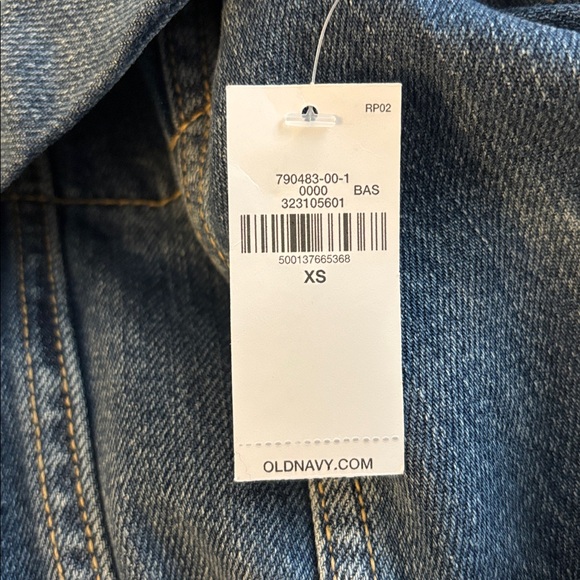 RP02
790483-00-1
0000 BAS
323105601
500137665368
XS
OLDNAVY.COM